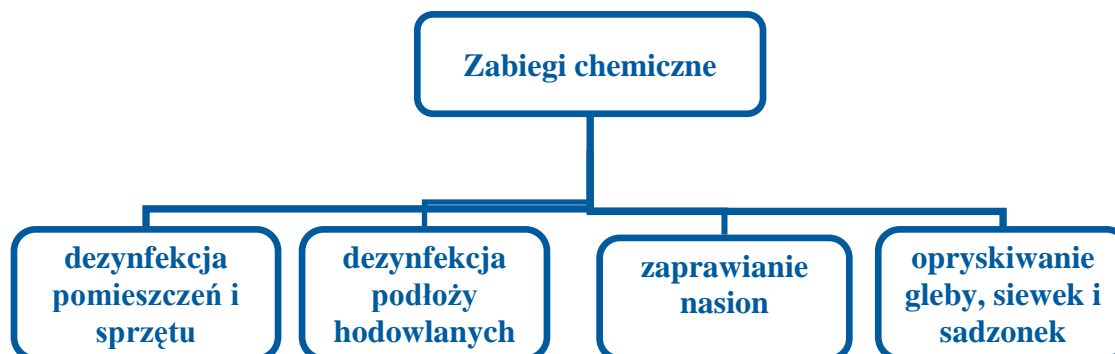 Zabiegi chemiczne
dezynfekcja
pomieszczeń i
sprzętu
dezynfekcja
podłoży
hodowlanych
zaprawianie
nasion
opryskiwanie
gleby, siewek i
sadzonek